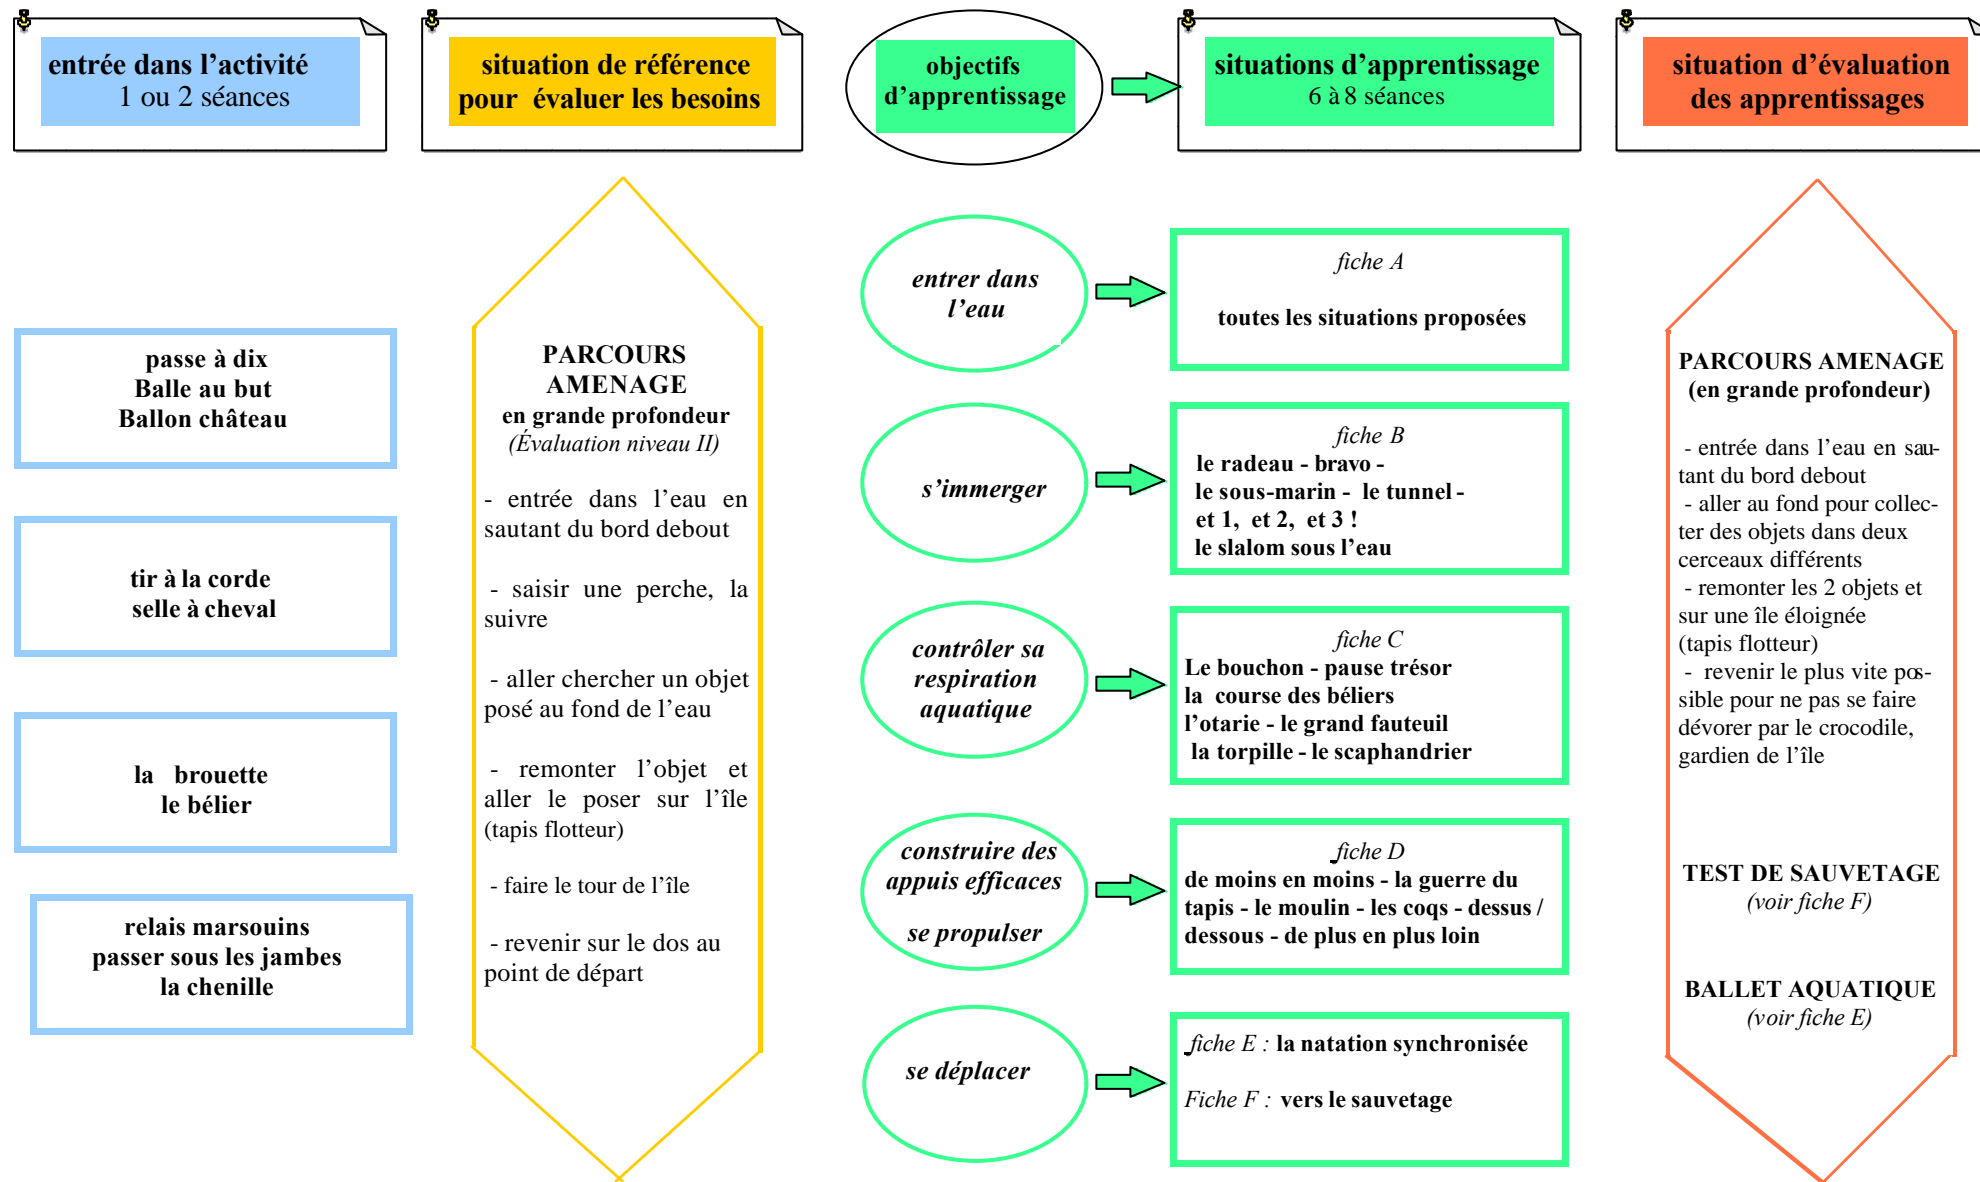 entrée dans l’activité
1 ou 2 séances
situation de référence
pour évaluer les besoins
objectifs
d’apprentissage
situations d’apprentissage
6 à 8 séances
situation d’évaluation
des apprentissages
passe à dix
Balle au but
Ballon château
tir à la corde
selle à cheval
la brouette
le bélier
relais marsouins
passer sous les jambes
la chenille
PARCOURS
AMENAGE
en grande profondeur
(Évaluation niveau II)
- entrée dans l’eau en
sautant du bord debout
- saisir une perche, la
suivre
- aller chercher un objet
posé au fond de l’eau
- remonter l’objet et
aller le poser sur l’île
(tapis flotteur)
- faire le tour de l’île
- revenir sur le dos au
point de départ
entrer dans
l’eau
fiche A
toutes les situations proposées
s’immerger
fiche B
le radeau - bravo -
le sous-marin - le tunnel -
et 1, et 2, et 3 !
le slalom sous l’eau
contrôler sa
respiration
aquatique
fiche C
Le bouchon - pause trésor
la course des béliers
l’otarie - le grand fauteuil
la torpille - le scaphandrier
construire des
appuis efficaces
se propulser
fiche D
de moins en moins - la guerre du
tapis - le moulin - les coqs - dessus /
dessous - de plus en plus loin
se déplacer
fiche E : la natation synchronisée
Fiche F : vers le sauvetage
PARCOURS AMENAGE
(en grande profondeur)
- entrée dans l’eau en sau-
tant du bord debout
- aller au fond pour collec-
ter des objets dans deux
cerceaux différents
- remonter les 2 objets et
sur une île éloignée
(tapis flotteur)
- revenir le plus vite pos-
sible pour ne pas se faire
dévorer par le crocodile,
gardien de l’île
TEST DE SAUVETAGE
(voir fiche F)
BALLET AQUATIQUE
(voir fiche E)